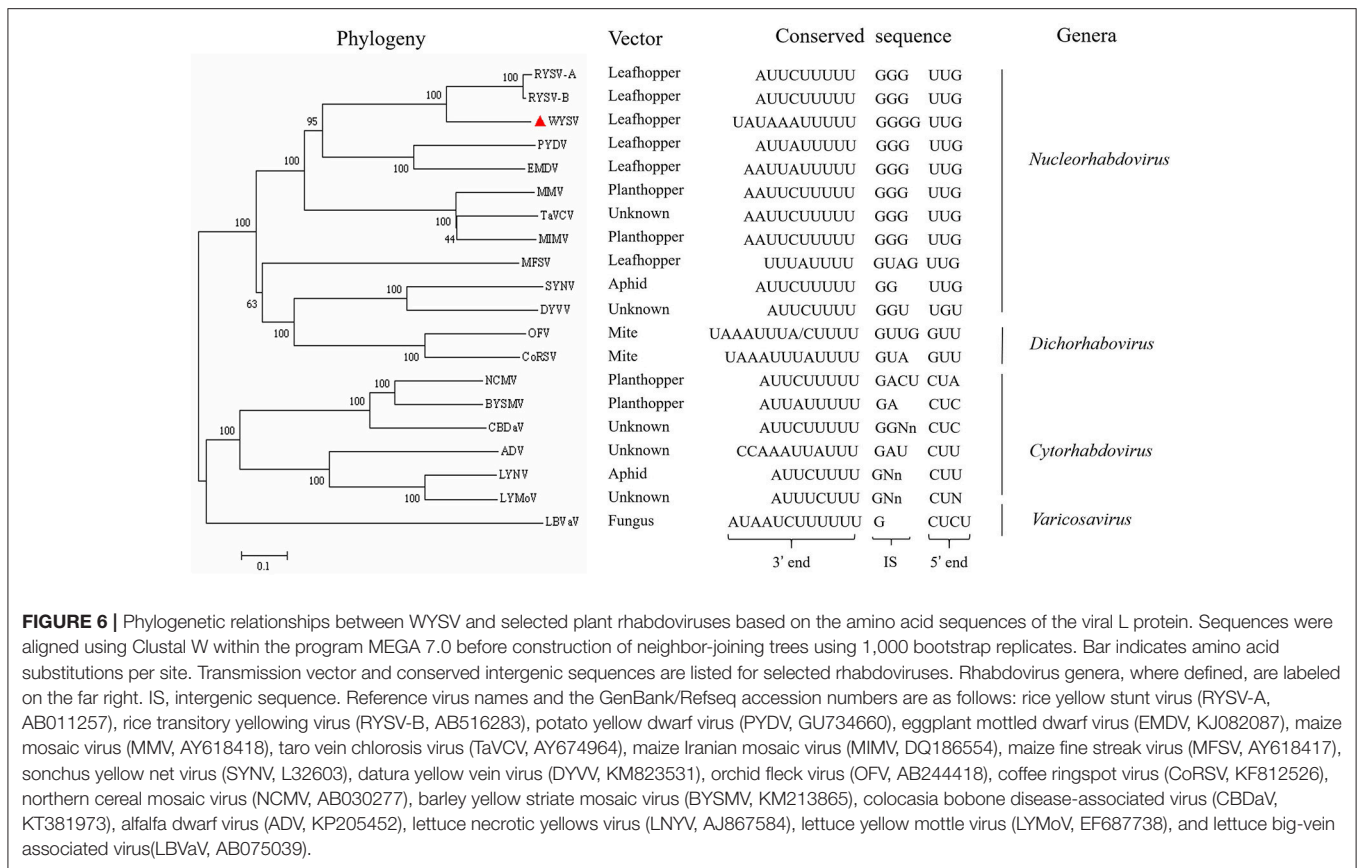 Phylogeny Vector Conserved sequence Genera
100 RYSV-A Leafhopper AUUCUUUUU GGG UUG
100 RYSV-B Leafhopper AUUCUUUUU GGG UUG
95 WYSV Leafhopper UAUAAAUUUUU GGGG UUG
PYDV Leafhopper AUUAUUUUU GGG UUG
100 100 EMDV Leafhopper AAUUAUUUUU GGG UUG
Nucleorhabdovirus
MMV Planthopper AAUUCUUUUU GGG UUG
100 100 TaVCV Unknown AAUUCUUUUU GGG UUG
44 MIMV Planthopper AAUUCUUUUU GGG UUG
MFSV Leafhopper UUUAUUUU GUAG UUG
63 100 SYNV Aphid AUUCUUUU GG UUG
DYVV Unknown AUUCUUUU GGU UGU
100 OFV Mite UAAAUUUA/CUUUU GUUG GUU
Dichorhabovirus
100 CoRSV Mite UAAAUUUAUUUU GUA GUU
100 NCMV Planthopper AUUCUUUUU GACU CUA
100 BYSMV Planthopper AUUAUUUUU GA CUC
100 CBDaV Unknown AUUCUUUUU GGNn CUC
Cytorhabdovirus
ADV Unknown CCAAAUUAUUU GAU CUU
100 LYNV Aphid AUUCUUUU GNn CUU
100 LYMoV Unknown AUUUCUUU GNn CUN
LBVaV Fungus AUAAUCUUUUUU G CUCU Varicosavirus
0.1 3' end IS 5' end
FIGURE 6 | Phylogenetic relationships between WYSV and selected plant rhabdoviruses based on the amino acid sequences of the viral L protein. Sequences were
aligned using Clustal W within the program MEGA 7.0 before construction of neighbor-joining trees using 1,000 bootstrap replicates. Bar indicates amino acid
substitutions per site. Transmission vector and conserved intergenic sequences are listed for selected rhabdoviruses. Rhabdovirus genera, where defined, are labeled
on the far right. IS, intergenic sequence. Reference virus names and the GenBank/Refseq accession numbers are as follows: rice yellow stunt virus (RYSV-A,
AB011257), rice transitory yellowing virus (RYSV-B, AB516283), potato yellow dwarf virus (PYDV, GU734660), eggplant mottled dwarf virus (EMDV, KJ082087), maize
mosaic virus (MMV, AY618418), taro vein chlorosis virus (TaVCV, AY674964), maize Iranian mosaic virus (MIMV, DQ186554), maize fine streak virus (MFSV, AY618417),
sonchus yellow net virus (SYNV, L32603), datura yellow vein virus (DYVV, KM823531), orchid fleck virus (OFV, AB244418), coffee ringspot virus (CoRSV, KF812526),
northern cereal mosaic virus (NCMV, AB030277), barley yellow striate mosaic virus (BYSMV, KM213865), colocasia bobone disease-associated virus (CBDaV,
KT381973), alfalfa dwarf virus (ADV, KP205452), lettuce necrotic yellows virus (LNYV, AJ867584), lettuce yellow mottle virus (LYMoV, EF687738), and lettuce big-vein
associated virus(LBVaV, AB075039).